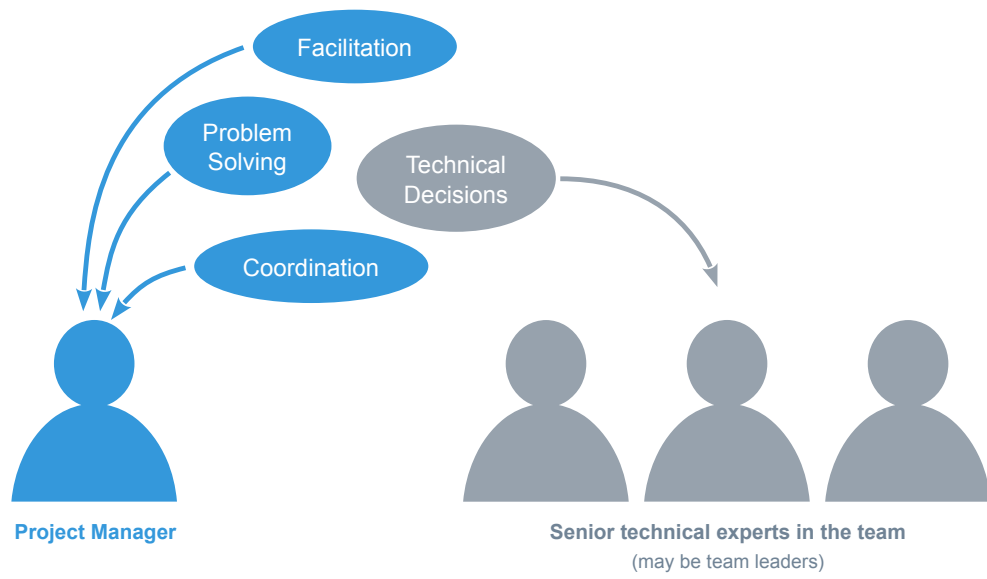 Facilitation
Problem
Solving
Technical
Decisions
Coordination
Project Manager
Senior technical experts in the team
(may be team leaders)